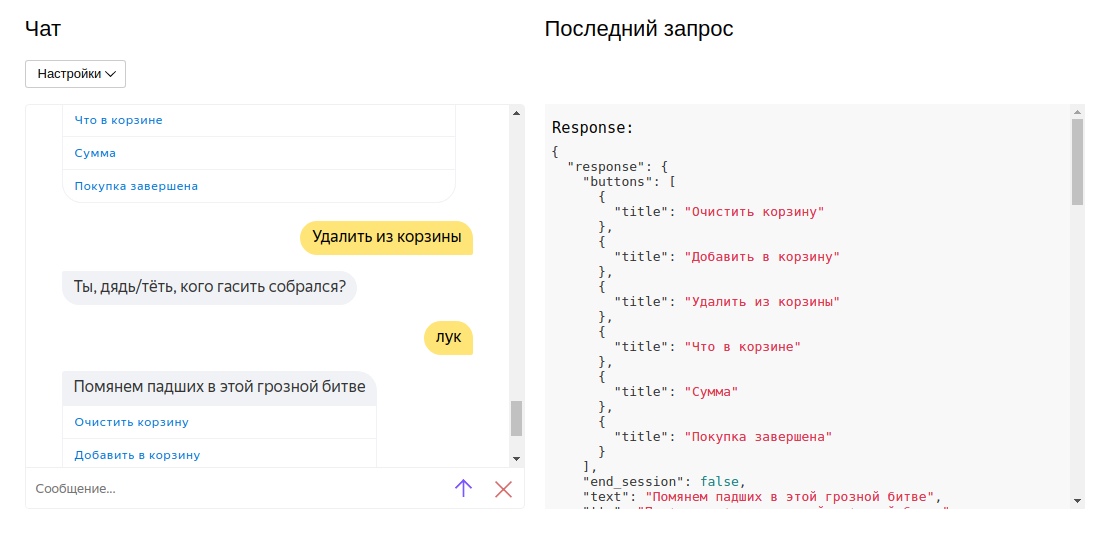 Чат
Настройки
Что в корзине
Сумма
Покупка завершена
Удалить из корзины
Ты, дядь/тёть, кого гасить собрался?
лук
Помянем падших в этой грозной битве
Очистить корзину
Добавить в корзину
Сообщение...
Последний запрос
Response:
{
"response": {
"buttons": [
{
"title": "Очистить корзину"
},
{
"title": "Добавить в корзину"
},
{
"title": "Удалить из корзины"
},
{
"title": "Что в корзине"
},
{
"title": "Сумма"
},
{
"title": "Покупка завершена"
}
],
"end_session": false,
"text": "Помянем падших в этой грозной битве",